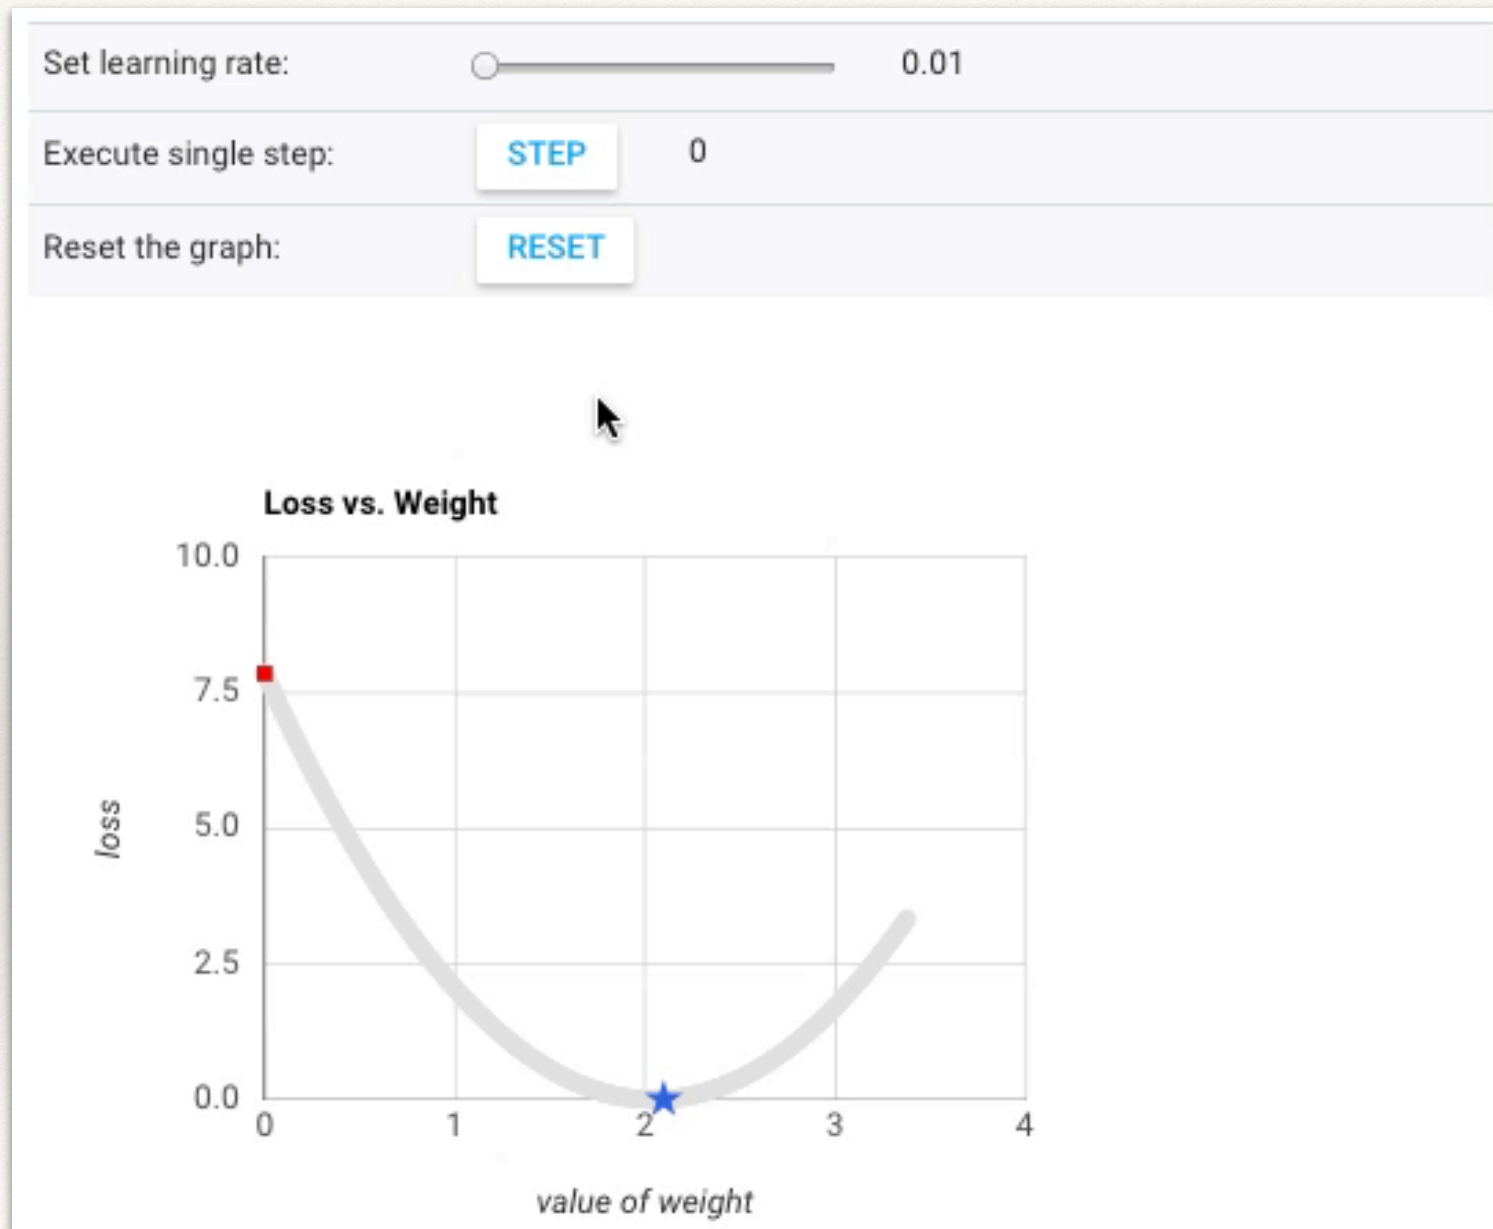 Set learning rate: 0.01
Execute single step: STEP 0
Reset the graph: RESET
Loss vs. Weight
10.0
7.5
5.0
2.5
0.0
loss
0 1 2 3 4
value of weight